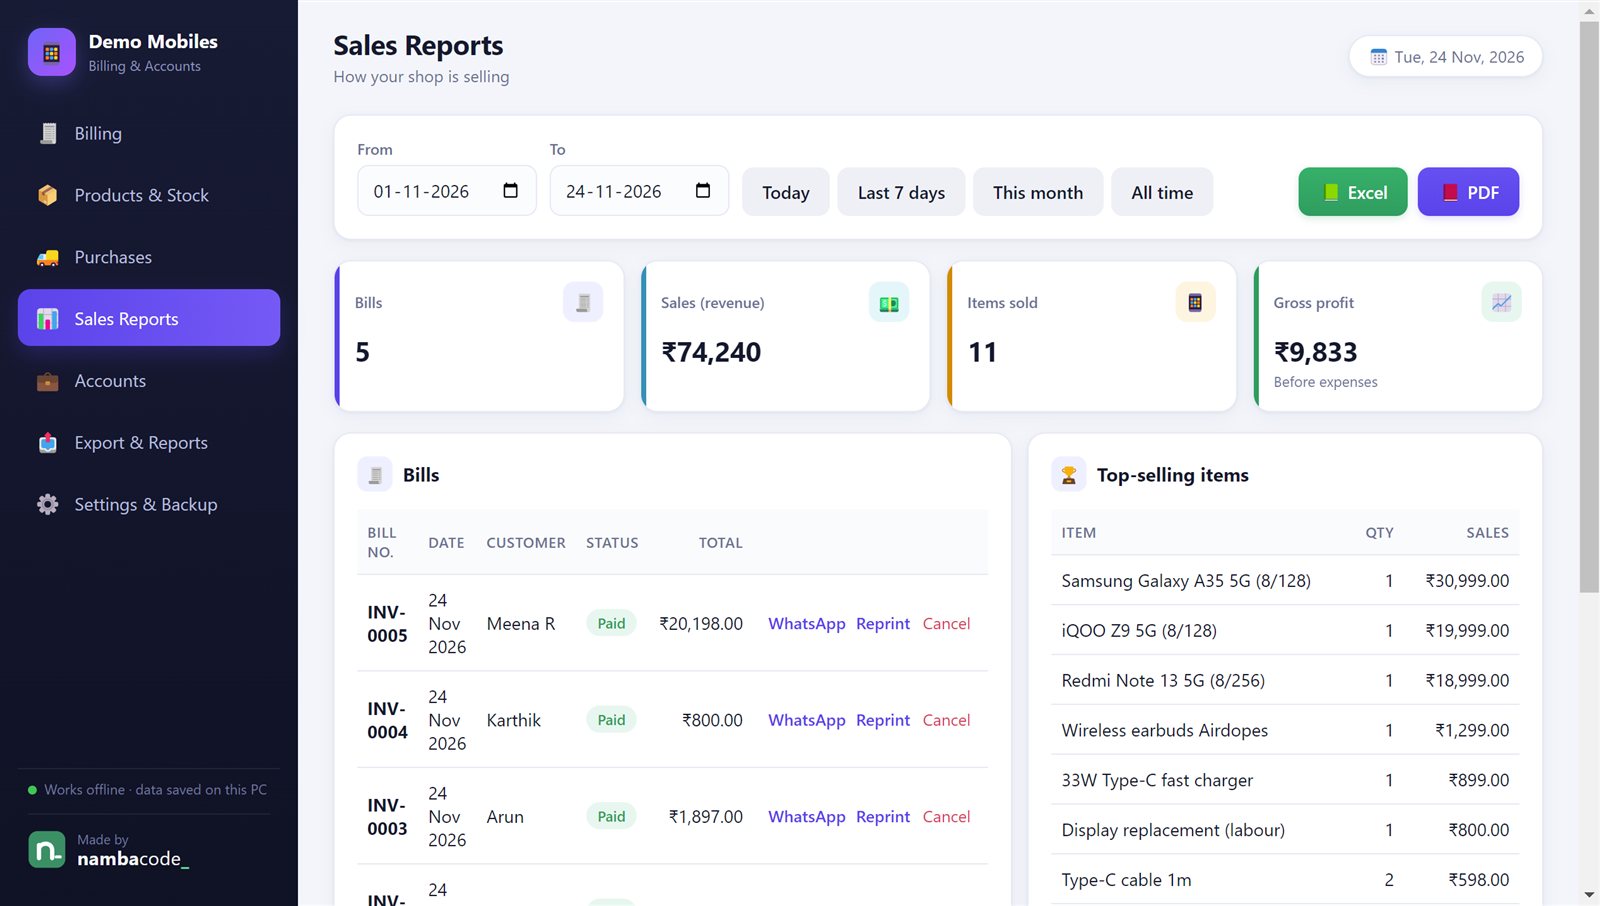 Demo Mobiles
Billing & Accounts
Billing
Products & Stock
Purchases
Sales Reports
Accounts
Export & Reports
Settings & Backup
Works offline · data saved on this PC
n_
Made by
nambacode_
Sales Reports
How your shop is selling
Tue, 24 Nov, 2026
From
To
01-11-2026
24-11-2026
Today
Last 7 days
This month
All time
Excel
PDF
Bills
5
Sales (revenue)
₹74,240
Items sold
11
Gross profit
₹9,833
Before expenses
Bills
BILL NO. DATE CUSTOMER STATUS TOTAL
INV-0005 24 Nov 2026 Meena R Paid ₹20,198.00 WhatsApp Reprint Cancel
INV-0004 24 Nov 2026 Karthik Paid ₹800.00 WhatsApp Reprint Cancel
INV-0003 24 Nov 2026 Arun Paid ₹1,897.00 WhatsApp Reprint Cancel
INV- 24
Top-selling items
ITEM QTY SALES
Samsung Galaxy A35 5G (8/128) 1 ₹30,999.00
iQOO Z9 5G (8/128) 1 ₹19,999.00
Redmi Note 13 5G (8/256) 1 ₹18,999.00
Wireless earbuds Airdopes 1 ₹1,299.00
33W Type-C fast charger 1 ₹899.00
Display replacement (labour) 1 ₹800.00
Type-C cable 1m 2 ₹598.00